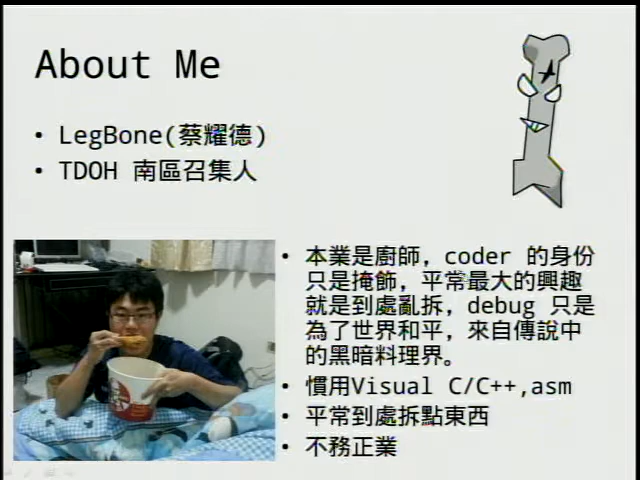 About Me
• LegBone(蔡耀德)
• TDOH 南區召集人
• 本業是廚師，coder 的身份
只是掩飾，平常最大的興趣
就是到處亂拆，debug 只是
為了世界和平，來自傳說中
的黑暗料理界。
• 慣用Visual C/C++,asm
• 平常到處拆點東西
• 不務正業